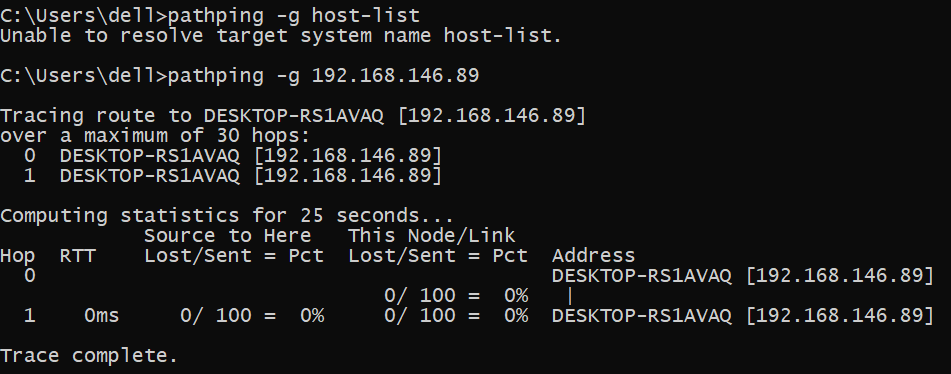 C:\Users\dell>pathping -g host-list
Unable to resolve target system name host-list.
C:\Users\dell>pathping -g 192.168.146.89
Tracing route to DESKTOP-RS1AVAQ [192.168.146.89]
over a maximum of 30 hops:
  0  DESKTOP-RS1AVAQ [192.168.146.89]
  1  DESKTOP-RS1AVAQ [192.168.146.89]
Computing statistics for 25 seconds...
            Source to Here   This Node/Link
Hop  RTT    Lost/Sent = Pct  Lost/Sent = Pct  Address
  0                                           DESKTOP-RS1AVAQ [192.168.146.89]
                                0/ 100 =  0%   |
  1    0ms     0/ 100 =  0%     0/ 100 =  0%  DESKTOP-RS1AVAQ [192.168.146.89]
Trace complete.